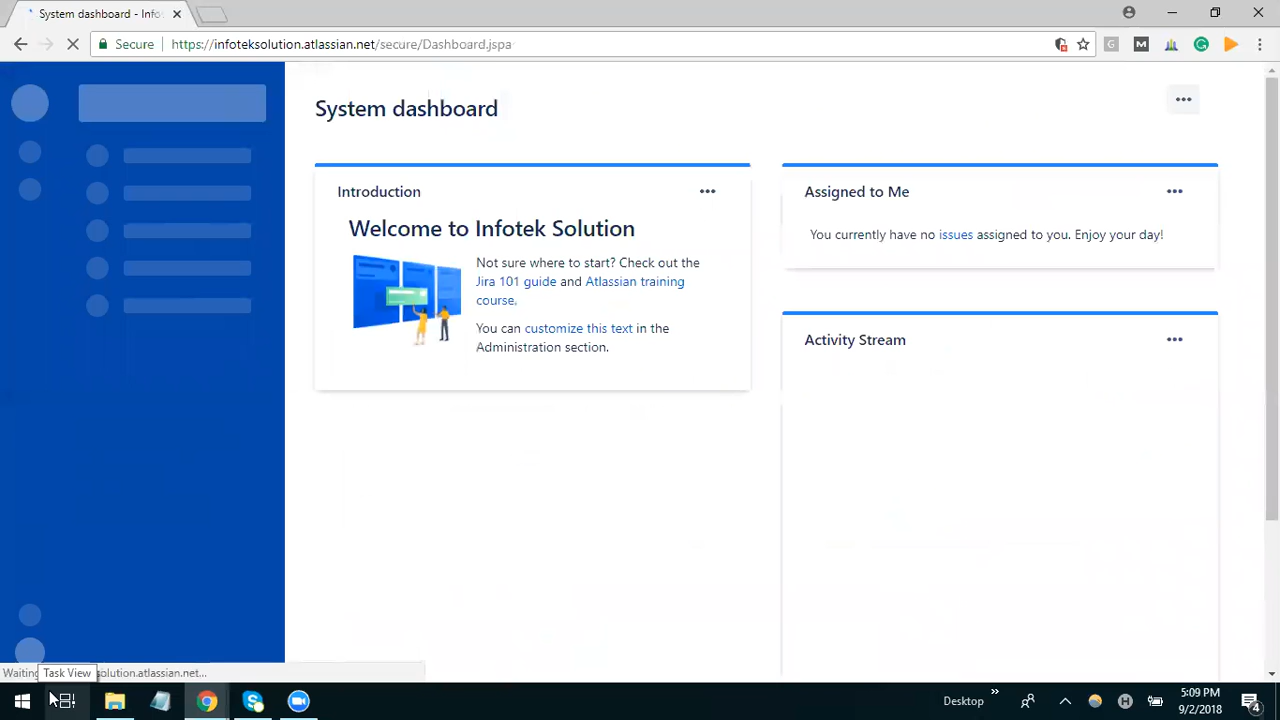 System dashboard - Info
Secure
https://infoteksolution.atlassian.net/secure/Dashboard.jspa
G
M
G
System dashboard
Introduction
Welcome to Infotek Solution
Not sure where to start? Check out the
Jira 101 guide and Atlassian training
course.
You can customize this text in the
Administration section.
Assigned to Me
You currently have no issues assigned to you. Enjoy your day!
Activity Stream
Waiting
Task View
solution.atlassian.net...
Desktop
H
5:09 PM
9/2/2018
4